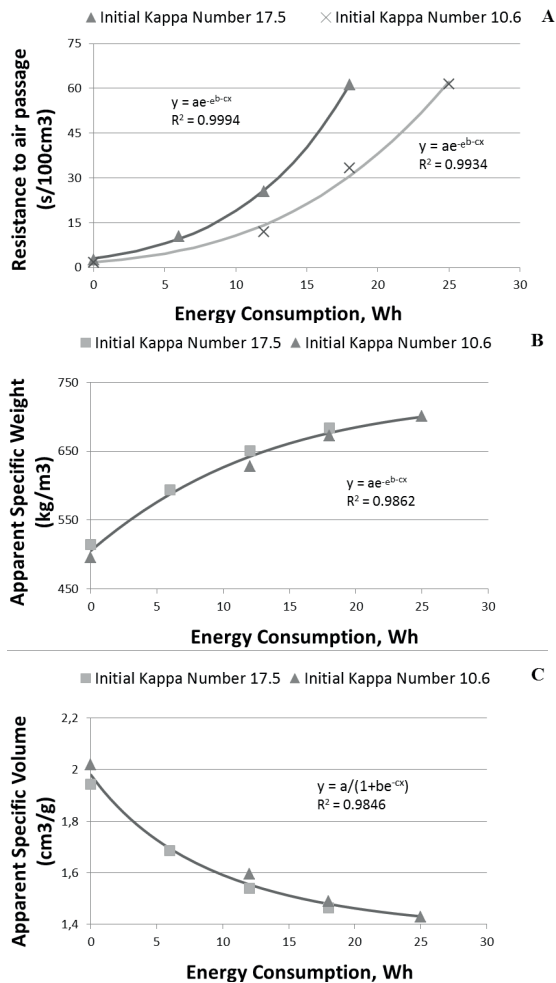 Initial Kappa Number 17.5 Initial Kappa Number 10.6 A
Resistance to air passage
(s/100cm3)
75
60
45
30
15
0
y = ae-e^b-cx
R² = 0.9994
y = ae-e^b-cx
R² = 0.9934
0 5 10 15 20 25 30
Energy Consumption, Wh
Initial Kappa Number 17.5 Initial Kappa Number 10.6 B
Apparent Specific Weight
(kg/m3)
750
650
550
450
y = ae-e^b-cx
R² = 0.9862
0 5 10 15 20 25 30
Energy Consumption, Wh
Initial Kappa Number 17.5 Initial Kappa Number 10.6 C
Apparent Specific Volume
(cm3/g)
2,2
2
1,8
1,6
1,4
y = a/(1+be-cx)
R² = 0.9846
0 5 10 15 20 25 30
Energy Consumption, Wh